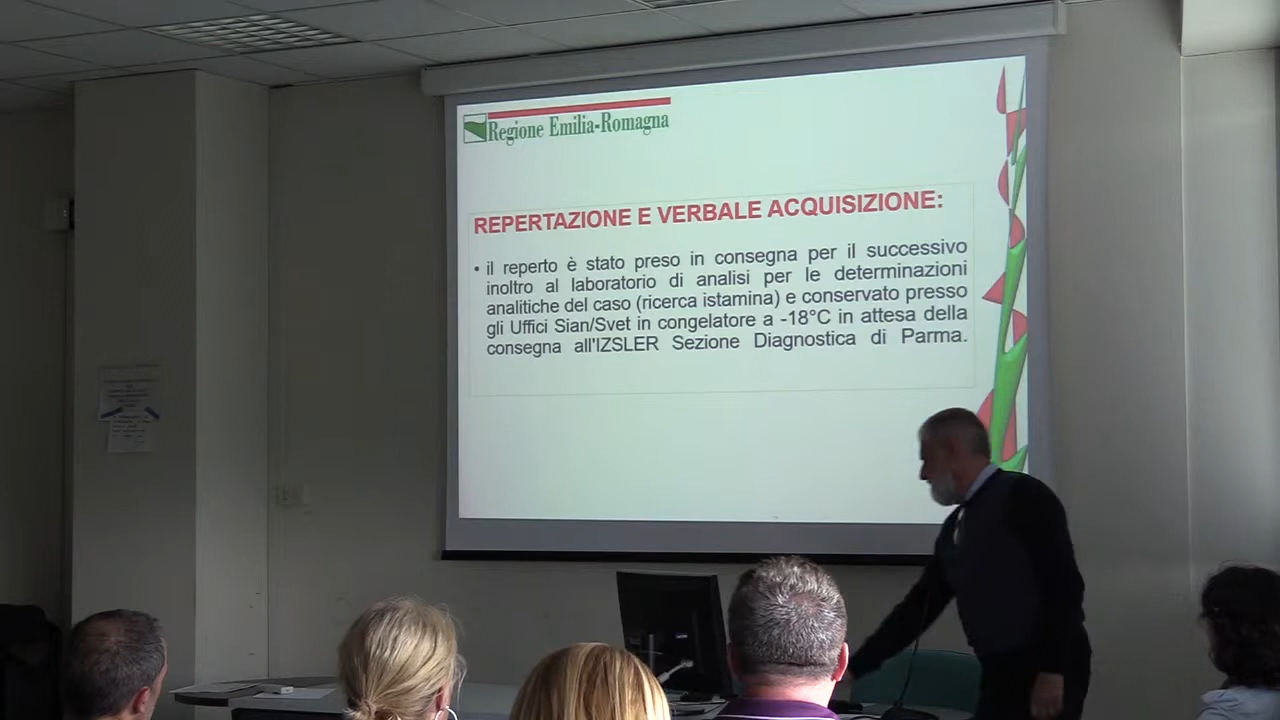 Regione Emilia-Romagna
REPERTAZIONE E VERBALE ACQUISIZIONE:
• il reperto è stato preso in consegna per il successivo
inoltro al laboratorio di analisi per le determinazioni
analitiche del caso (ricerca istamina) e conservato presso
gli Uffici Sian/Svet in congelatore a -18°C in attesa della
consegna all'IZSLER Sezione Diagnostica di Parma.